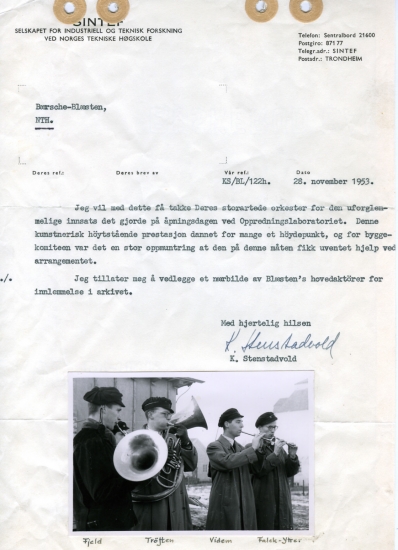 SINTEF
SELSKAPET FOR INDUSTRIELL OG TEKNISK FORSKNING
VED NORGES TEKNISKE HØGSKOLE
Telefon: Sentralbord 21600
Postgiro: 87177
Telegr.adr.: SINTEF
Postadr.: TRONDHEIM
Bærsche-Blæsten,
NTH.
Deres ref.: Deres brev av Vår ref.: Dato
KS/BL/122h. 28. november 1953.
Jeg vil med dette få takke Deres storartede orkester for den uforglem-
melige innsats det gjorde på åpningsdagen ved Oppredningslaboratoriet. Denne
kunstnerisk höytstående prestasjon dannet for mange et höydepunkt, og for bygge-
komiteen var det en stor oppmuntring at den på denne måten fikk uventet hjelp ved
arrangementet.
./. Jeg tillater meg å vedlegge et nærbilde av Blæsten's hovedaktörer for
innlemmelse i arkivet.
Med hjertelig hilsen
K. Stenstadvold
K. Stenstadvold
Fjeld Tröften Videm Falck-Ytter